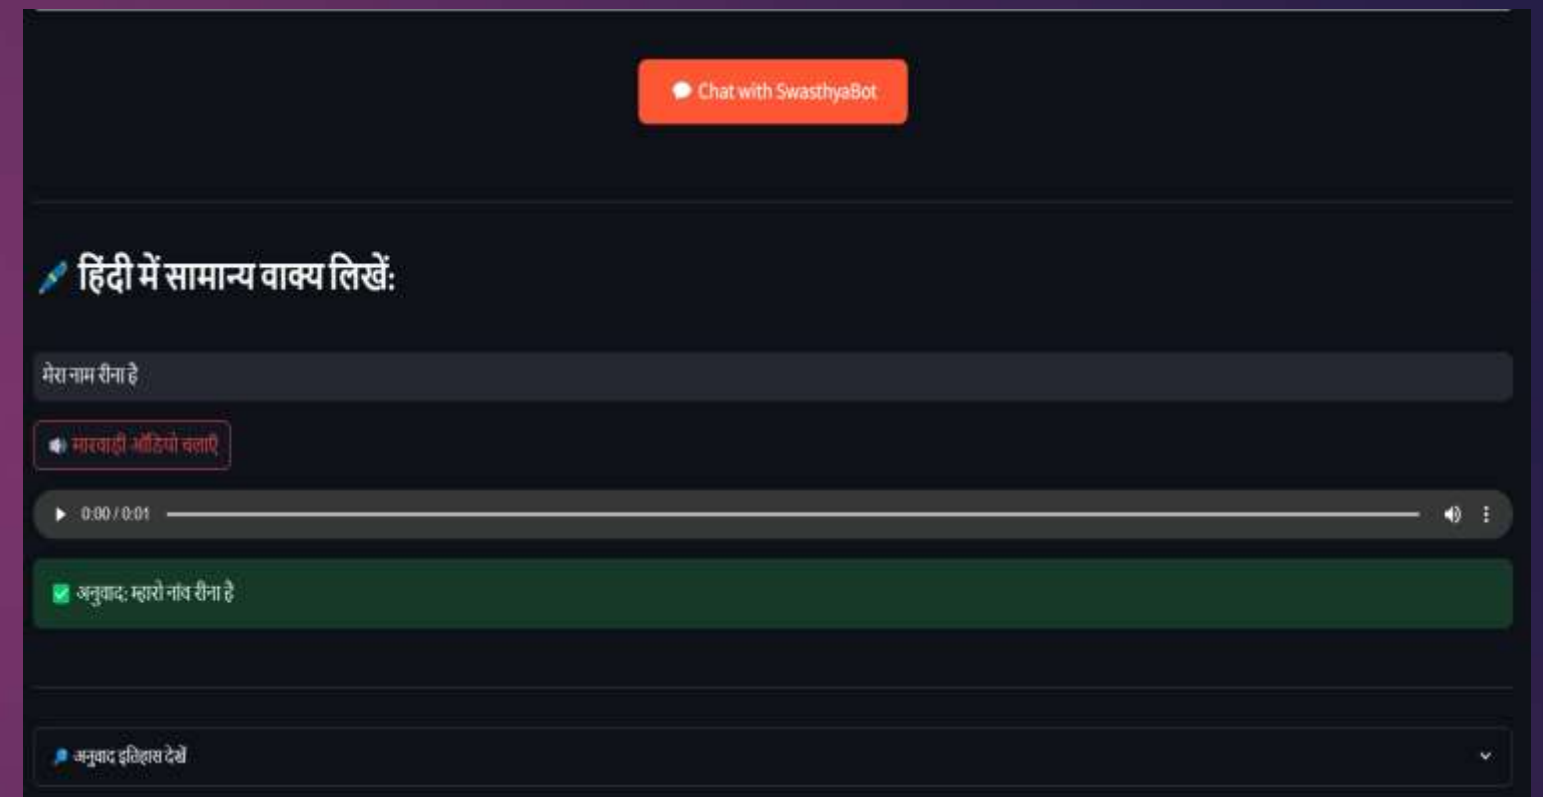 Chat with SwasthyaBot
हिंदी में सामान्य वाक्य लिखें:
मेरा नाम रीना है
मारवाड़ी ऑडियो चलाएँ
0:00 / 0:01
अनुवाद: म्हारो नांव रीना है
अनुवाद इतिहास देखें